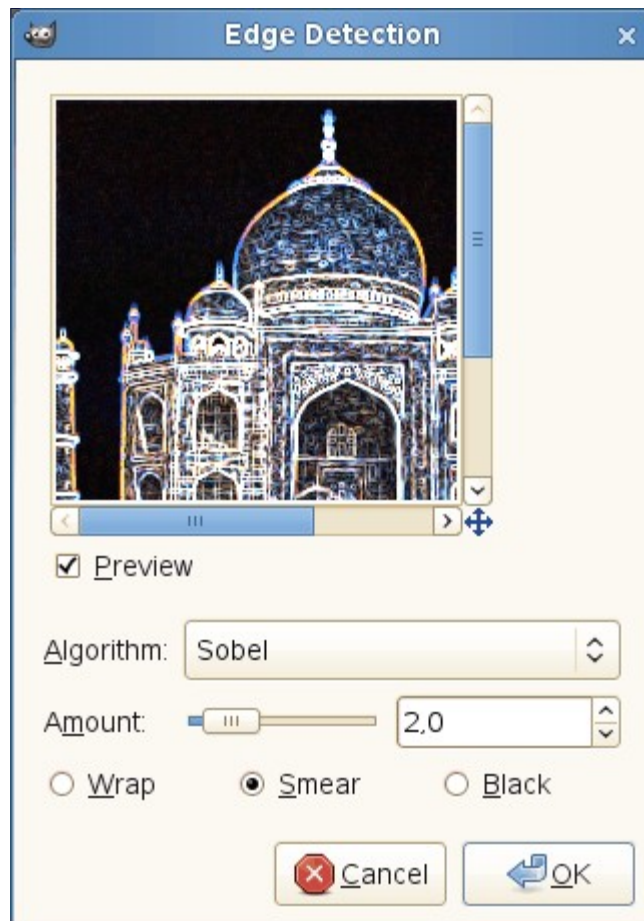 Edge Detection
Preview
Algorithm: Sobel
Amount: 2,0
Wrap Smear Black
Cancel OK